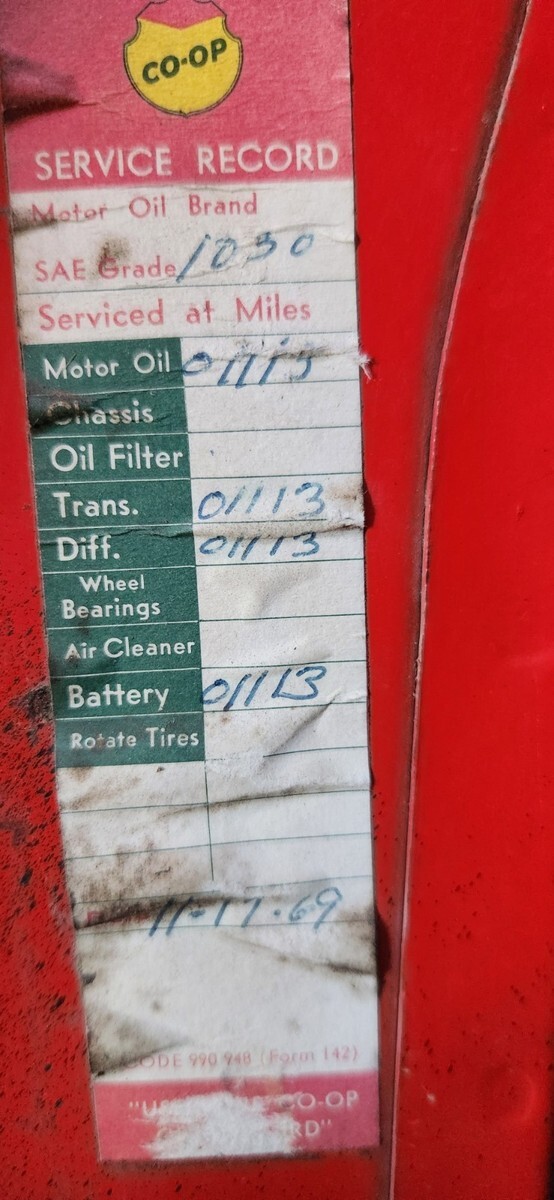 CO-OP
SERVICE RECORD
Motor Oil Brand
SAE Grade 1030
Serviced at Miles
Motor Oil 01113
Chassis
Oil Filter
Trans. 01113
Diff. 01113
Wheel
Bearings
Air Cleaner
Battery 01113
Rotate Tires
11-17-69
CODE 990 948 (Form 142)
CO-OP